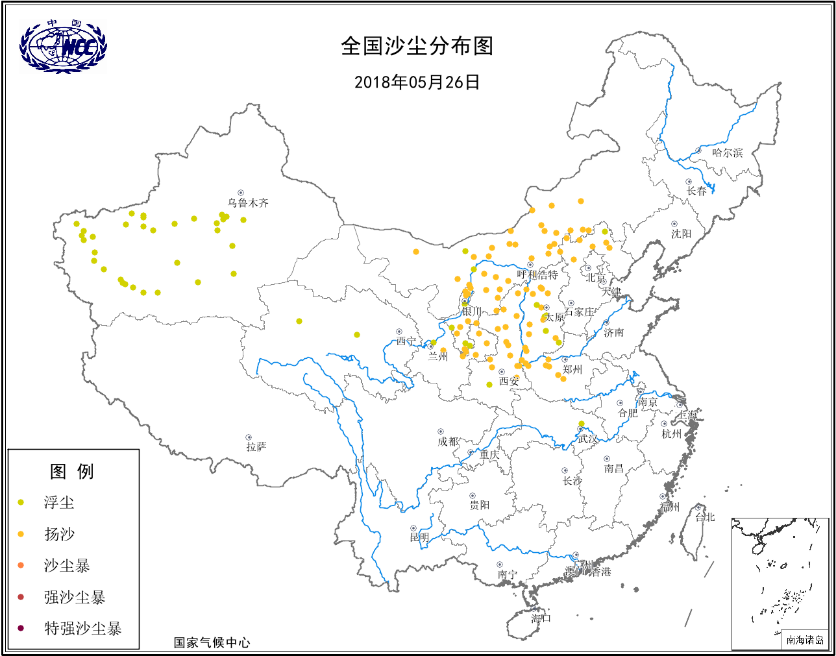 中国
NCC
全国沙尘分布图
2018年05月26日
哈尔滨
长春
乌鲁木齐
沈阳
呼和浩特
北京
天津
银川
太原
石家庄
西宁
济南
兰州
西安
郑州
合肥
南京
上海
拉萨
成都
武汉
杭州
重庆
南昌
长沙
贵阳
福州
昆明
台北
南宁
广州
澳门
香港
海口
图 例
浮尘
扬沙
沙尘暴
强沙尘暴
特强沙尘暴
国家气候中心
南海诸岛